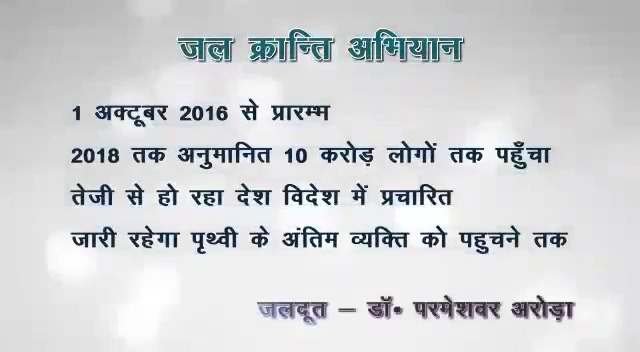 जल क्रान्ति अभियान
1 अक्टूबर 2016 से प्रारम्भ
2018 तक अनुमानित 10 करोड़ लोगों तक पहुँचा
तेजी से हो रहा देश विदेश में प्रचारित
जारी रहेगा पृथ्वी के अंतिम व्यक्ति को पहुचने तक
जलदूत – डॉ॰ परमेशवर अरोड़ा